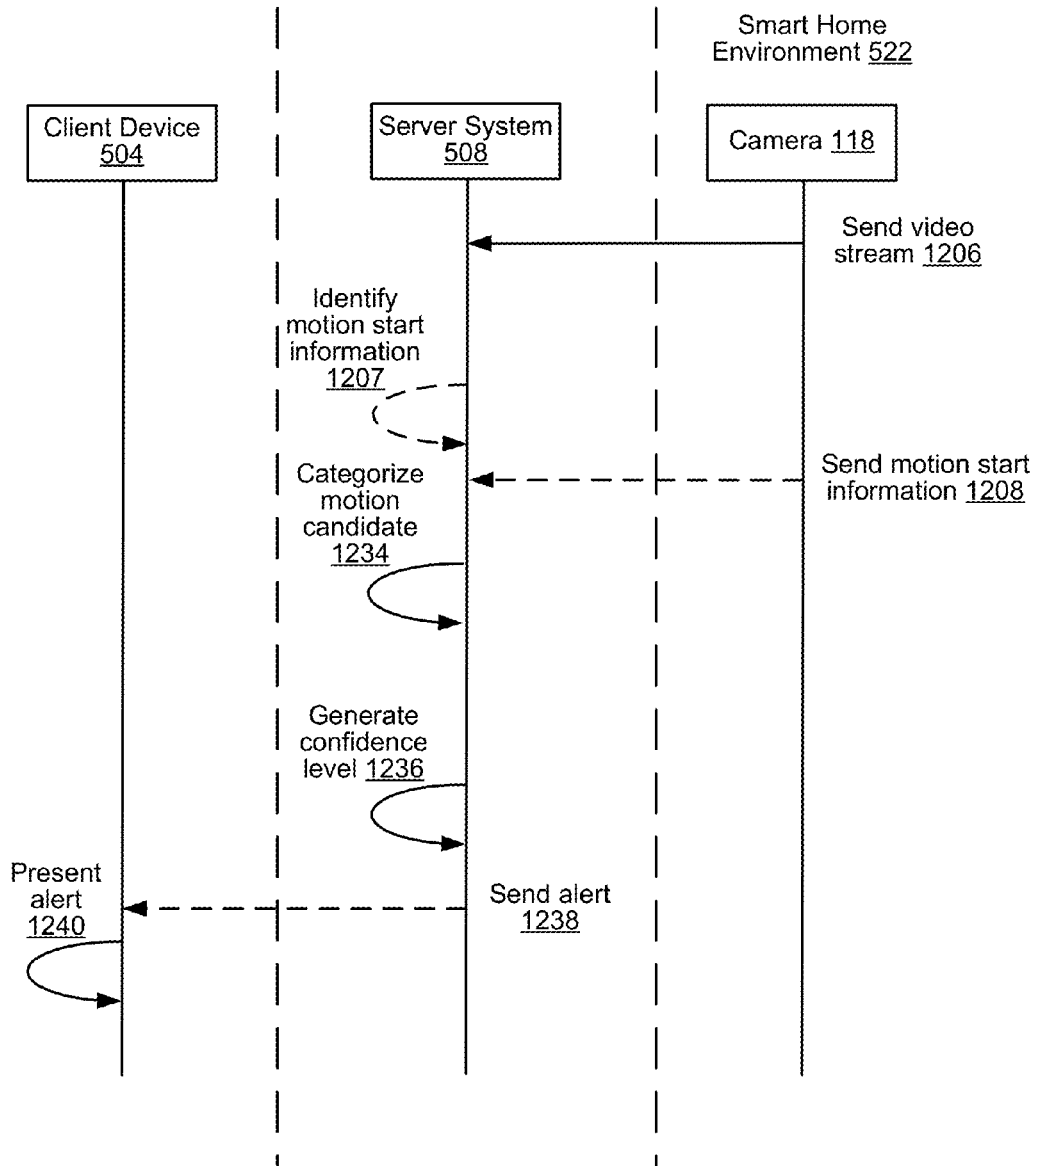 Smart Home
Environment 522
Client Device
504
Server System
508
Camera 118
Send video
stream 1206
Identify
motion start
information
1207
Send motion start
information 1208
Categorize
motion
candidate
1234
Generate
confidence
level 1236
Send alert
1238
Present
alert
1240